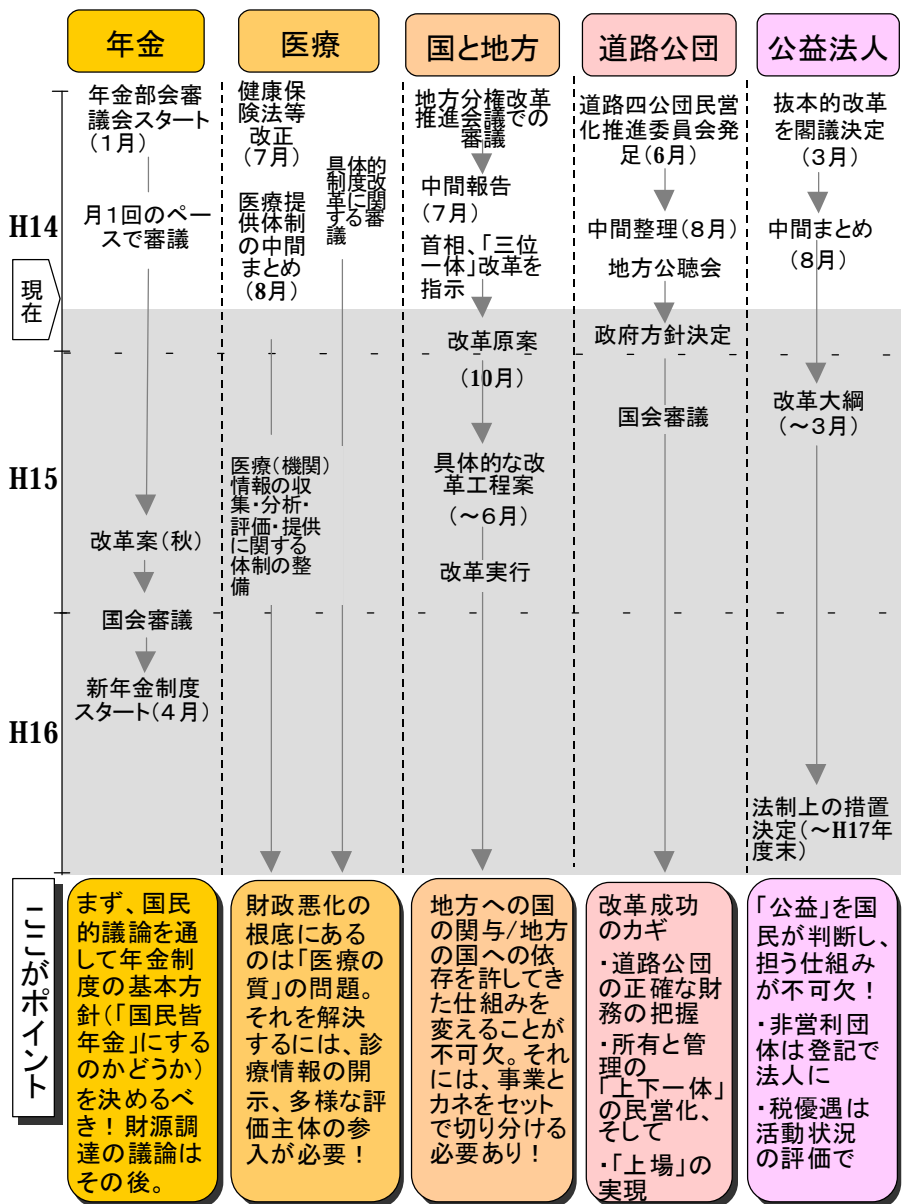 年金
医療
国と地方
道路公団
公益法人
H14
現在
H15
H16
年金部会審
議会スタート
(1月)
月1回のペー
スで審議
改革案(秋)
国会審議
新年金制度
スタート(4月)
健康保
険法等
改正
(7月)
医療提
供体制
の中間
まとめ
(8月)
具体的
制度改
革に関
する審
議
医療(機関)
情報の収
集・分析・
評価・提供
に関する
体制の整
備
地方分権改革
推進会議での
審議
中間報告
(7月)
首相、「三位
一体」改革を
指示
改革原案
(10月)
具体的な改
革工程案
(~6月)
改革実行
道路四公団民営
化推進委員会発
足(6月)
中間整理(8月)
地方公聴会
政府方針決定
国会審議
抜本的改革
を閣議決定
(3月)
中間まとめ
(8月)
改革大綱
(~3月)
法制上の措置
決定(~H17年
度末)
ここがポイント
まず、国民
的議論を通
して年金制
度の基本方
針(「国民皆
年金」にする
のかどうか)
を決めるべ
き!財源調
達の議論は
その後。
財政悪化の
根底にある
のは「医療の
質」の問題。
それを解決
するには、診
療情報の開
示、多様な評
価主体の参
入が必要!
地方への国
の関与/地方
の国への依
存を許してき
た仕組みを
変えることが
不可欠。それ
には、事業と
カネをセット
で切り分ける
必要あり!
改革成功
のカギ
・道路公団
の正確な財
務の把握
・所有と管
理の
「上下一体」
の民営化、
そして
・「上場」の
実現
「公益」を国
民が判断し、
担う仕組み
が不可欠!
・非営利団
体は登記で
法人に
・税優遇は
活動状況
の評価で